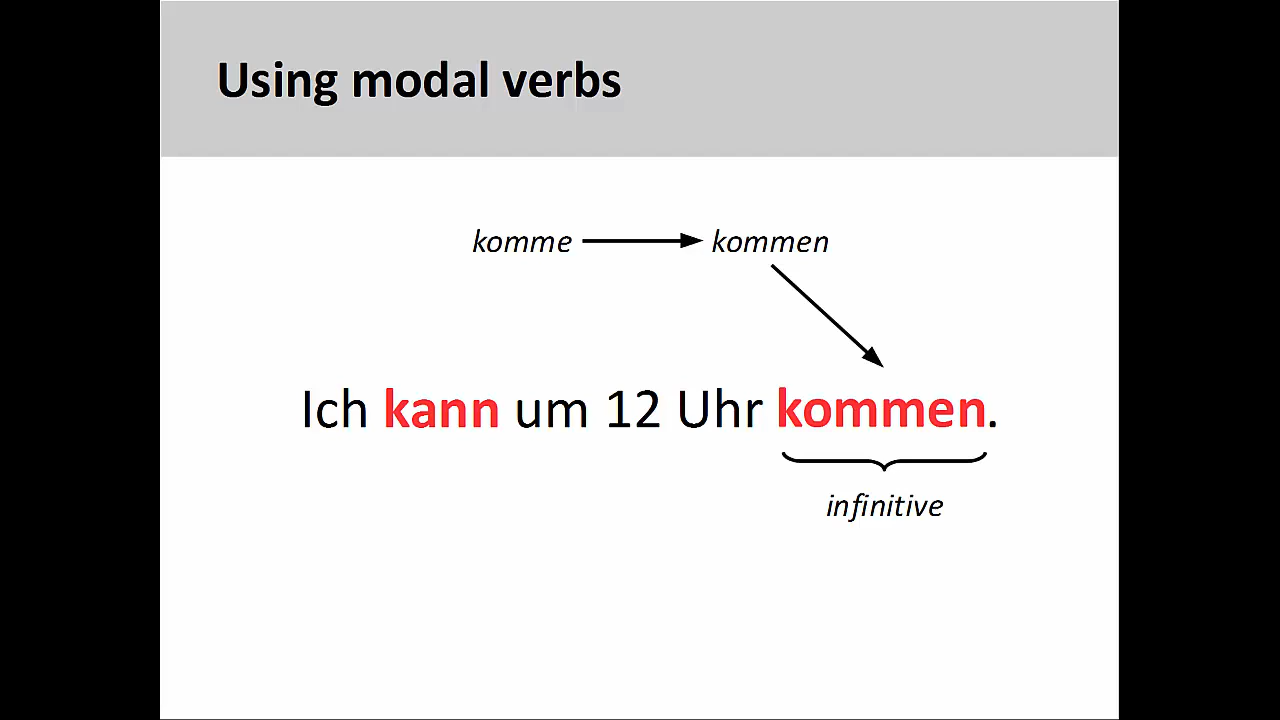 Using modal verbs
komme kommen
Ich kann um 12 Uhr kommen.
infinitive